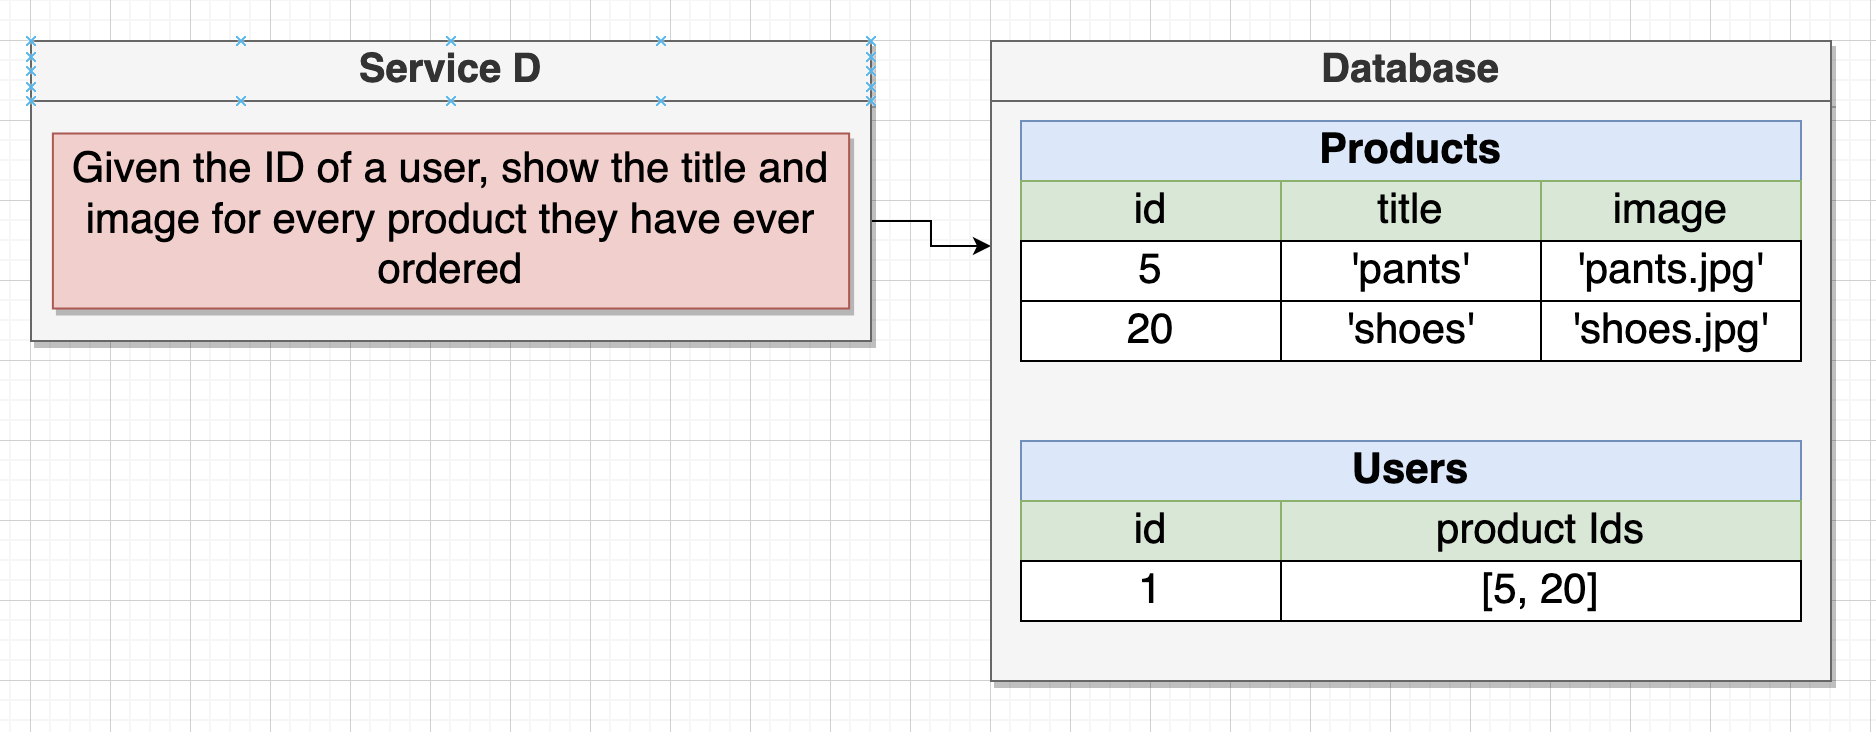 Service D
Given the ID of a user, show the title and
image for every product they have ever
ordered
Database
Products
id title image
5 'pants' 'pants.jpg'
20 'shoes' 'shoes.jpg'
Users
id product Ids
1 [5, 20]